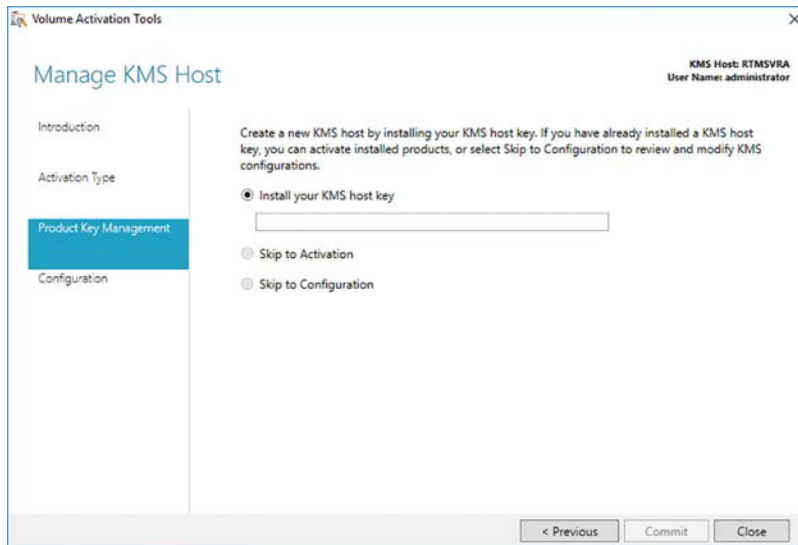 Volume Activation Tools
Manage KMS Host
KMS Host: RTMSVRA
User Name: administrator
Introduction
Activation Type
Product Key Management
Configuration
Create a new KMS host by installing your KMS host key. If you have already installed a KMS host
key, you can activate installed products, or select Skip to Configuration to review and modify KMS
configurations.
Install your KMS host key
Skip to Activation
Skip to Configuration
< Previous
Commit
Close